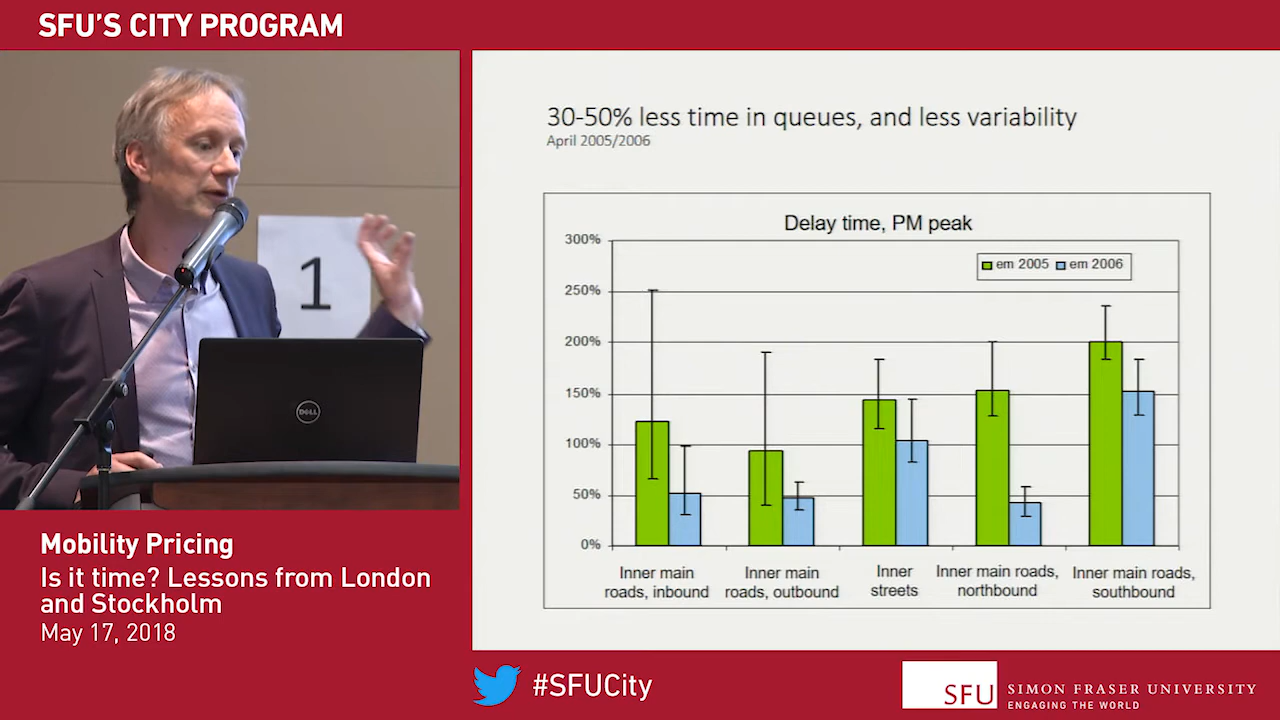 SFU'S CITY PROGRAM
1
DELL
Mobility Pricing
Is it time? Lessons from London
and Stockholm
May 17, 2018
30-50% less time in queues, and less variability
April 2005/2006
Delay time, PM peak
em 2005 em 2006
300%
250%
200%
150%
100%
50%
0%
Inner main
roads, inbound
Inner main
roads, outbound
Inner
streets
Inner main roads,
northbound
Inner main roads,
southbound
#SFUCity
SFU
SIMON FRASER UNIVERSITY
ENGAGING THE WORLD